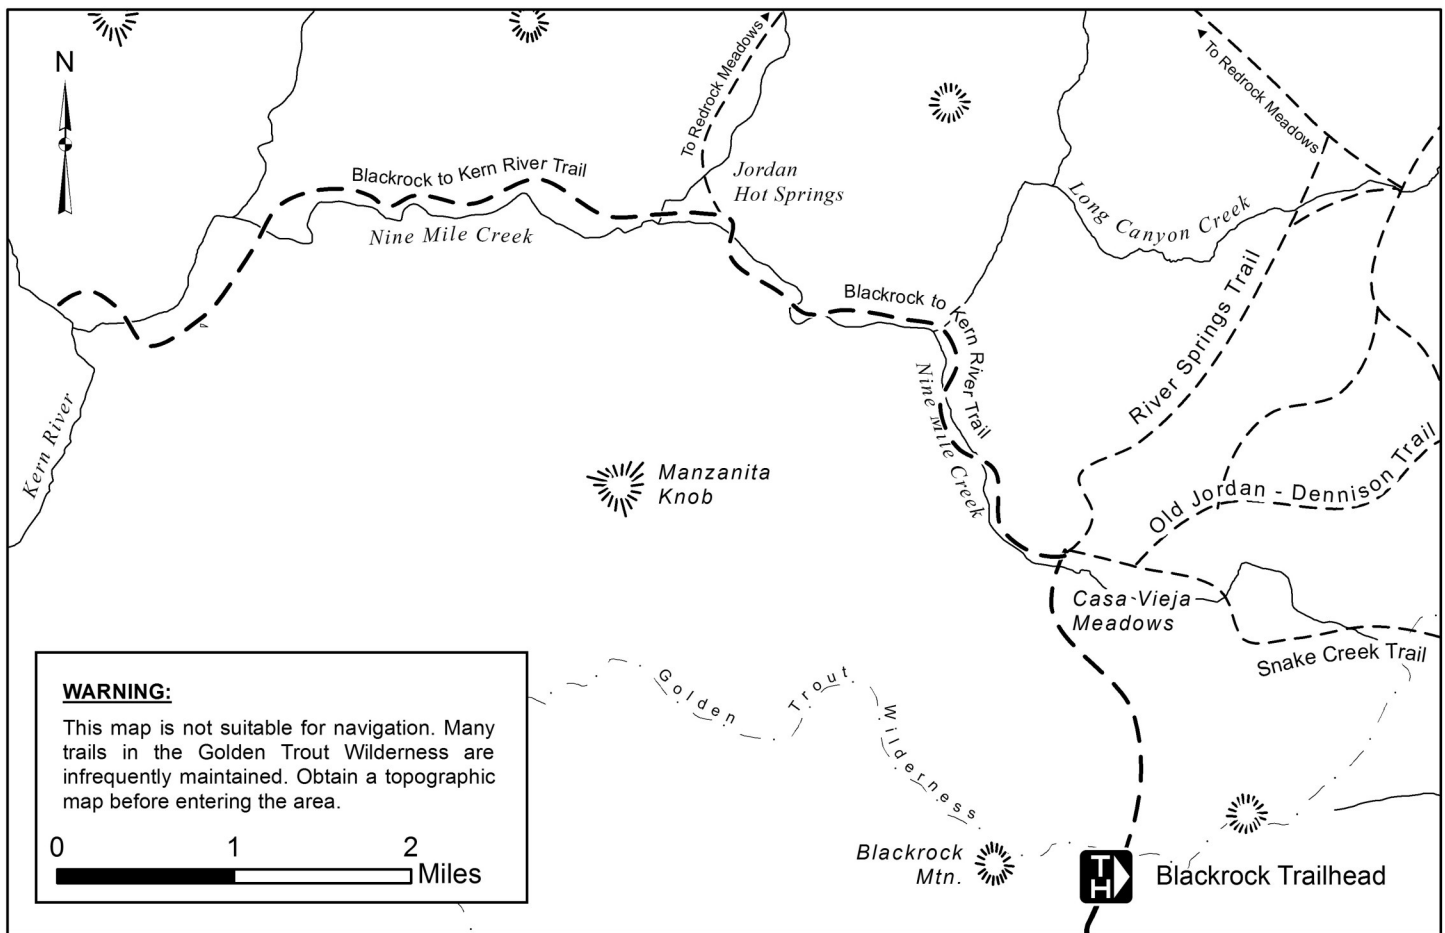 N
To Redrock Meadows
To Redrock Meadows
Blackrock to Kern River Trail
Jordan
Hot Springs
Nine Mile Creek
Long Canyon Creek
Blackrock to Kern River Trail
River Springs Trail
Nine Mile Creek
Kern River
Manzanita
Knob
Old Jordan - Dennison Trail
Casa-Vieja
Meadows
Snake Creek Trail
Golden Trout Wilderness
WARNING:
This map is not suitable for navigation. Many
trails in the Golden Trout Wilderness are
infrequently maintained. Obtain a topographic
map before entering the area.
0 1 2
Miles
Blackrock
Mtn.
TH
Blackrock Trailhead